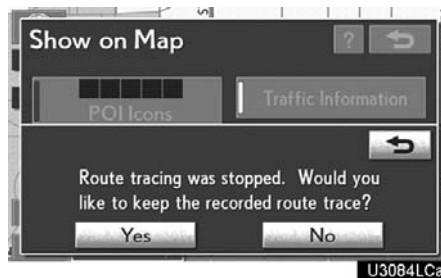 Show on Map
?
POI Icons
Traffic Information
Route tracing was stopped. Would you
like to keep the recorded route trace?
Yes
No
U3084LCa